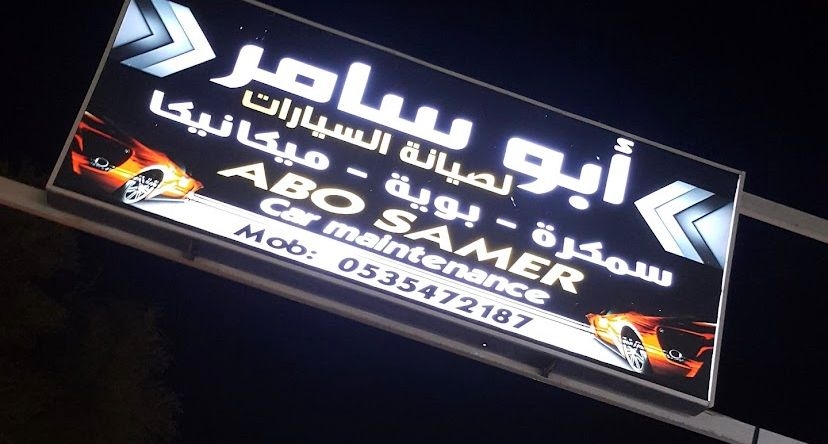 أبو سامر
لصيانة السيارات
سمكرة - بوية - ميكانيكا
ABO SAMER
Car maintenance
Mob: 0535472187